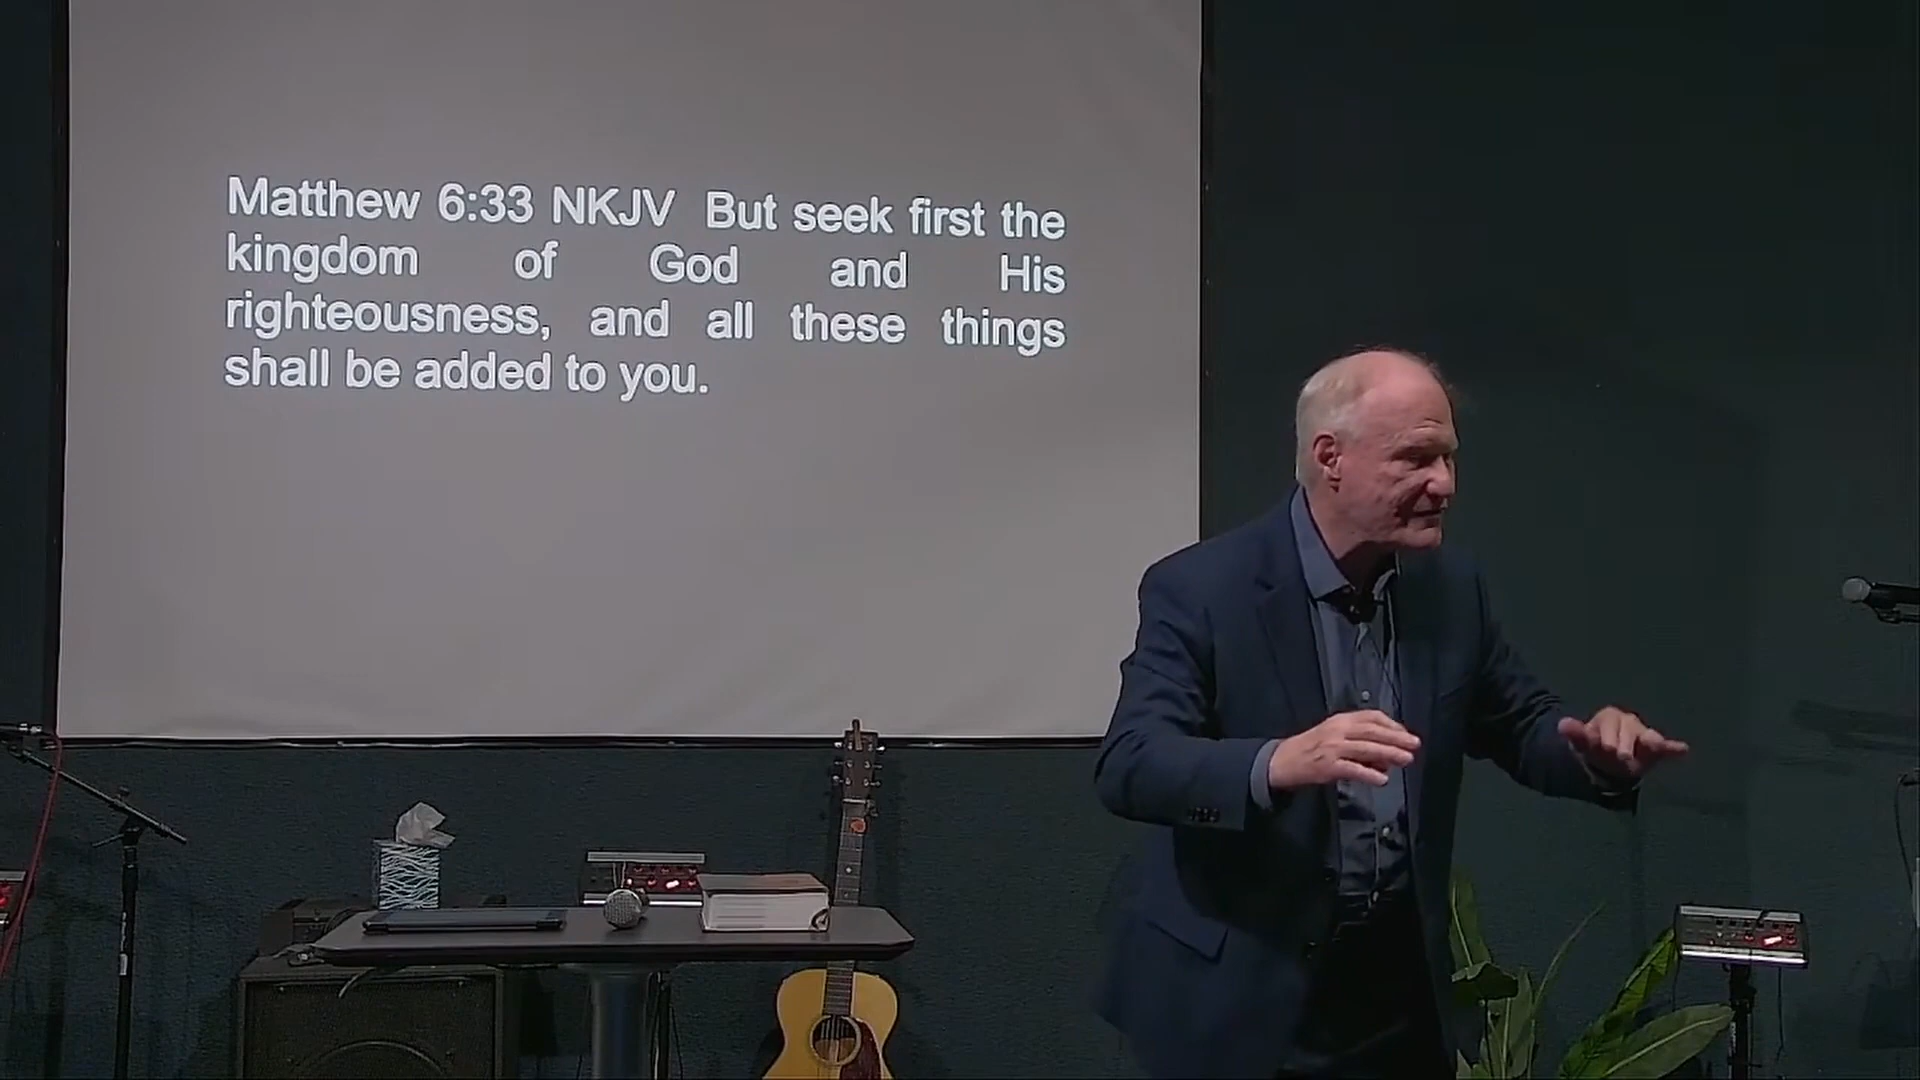 Matthew 6:33 NKJV  But seek first the
kingdom of God and His
righteousness, and all these things
shall be added to you.